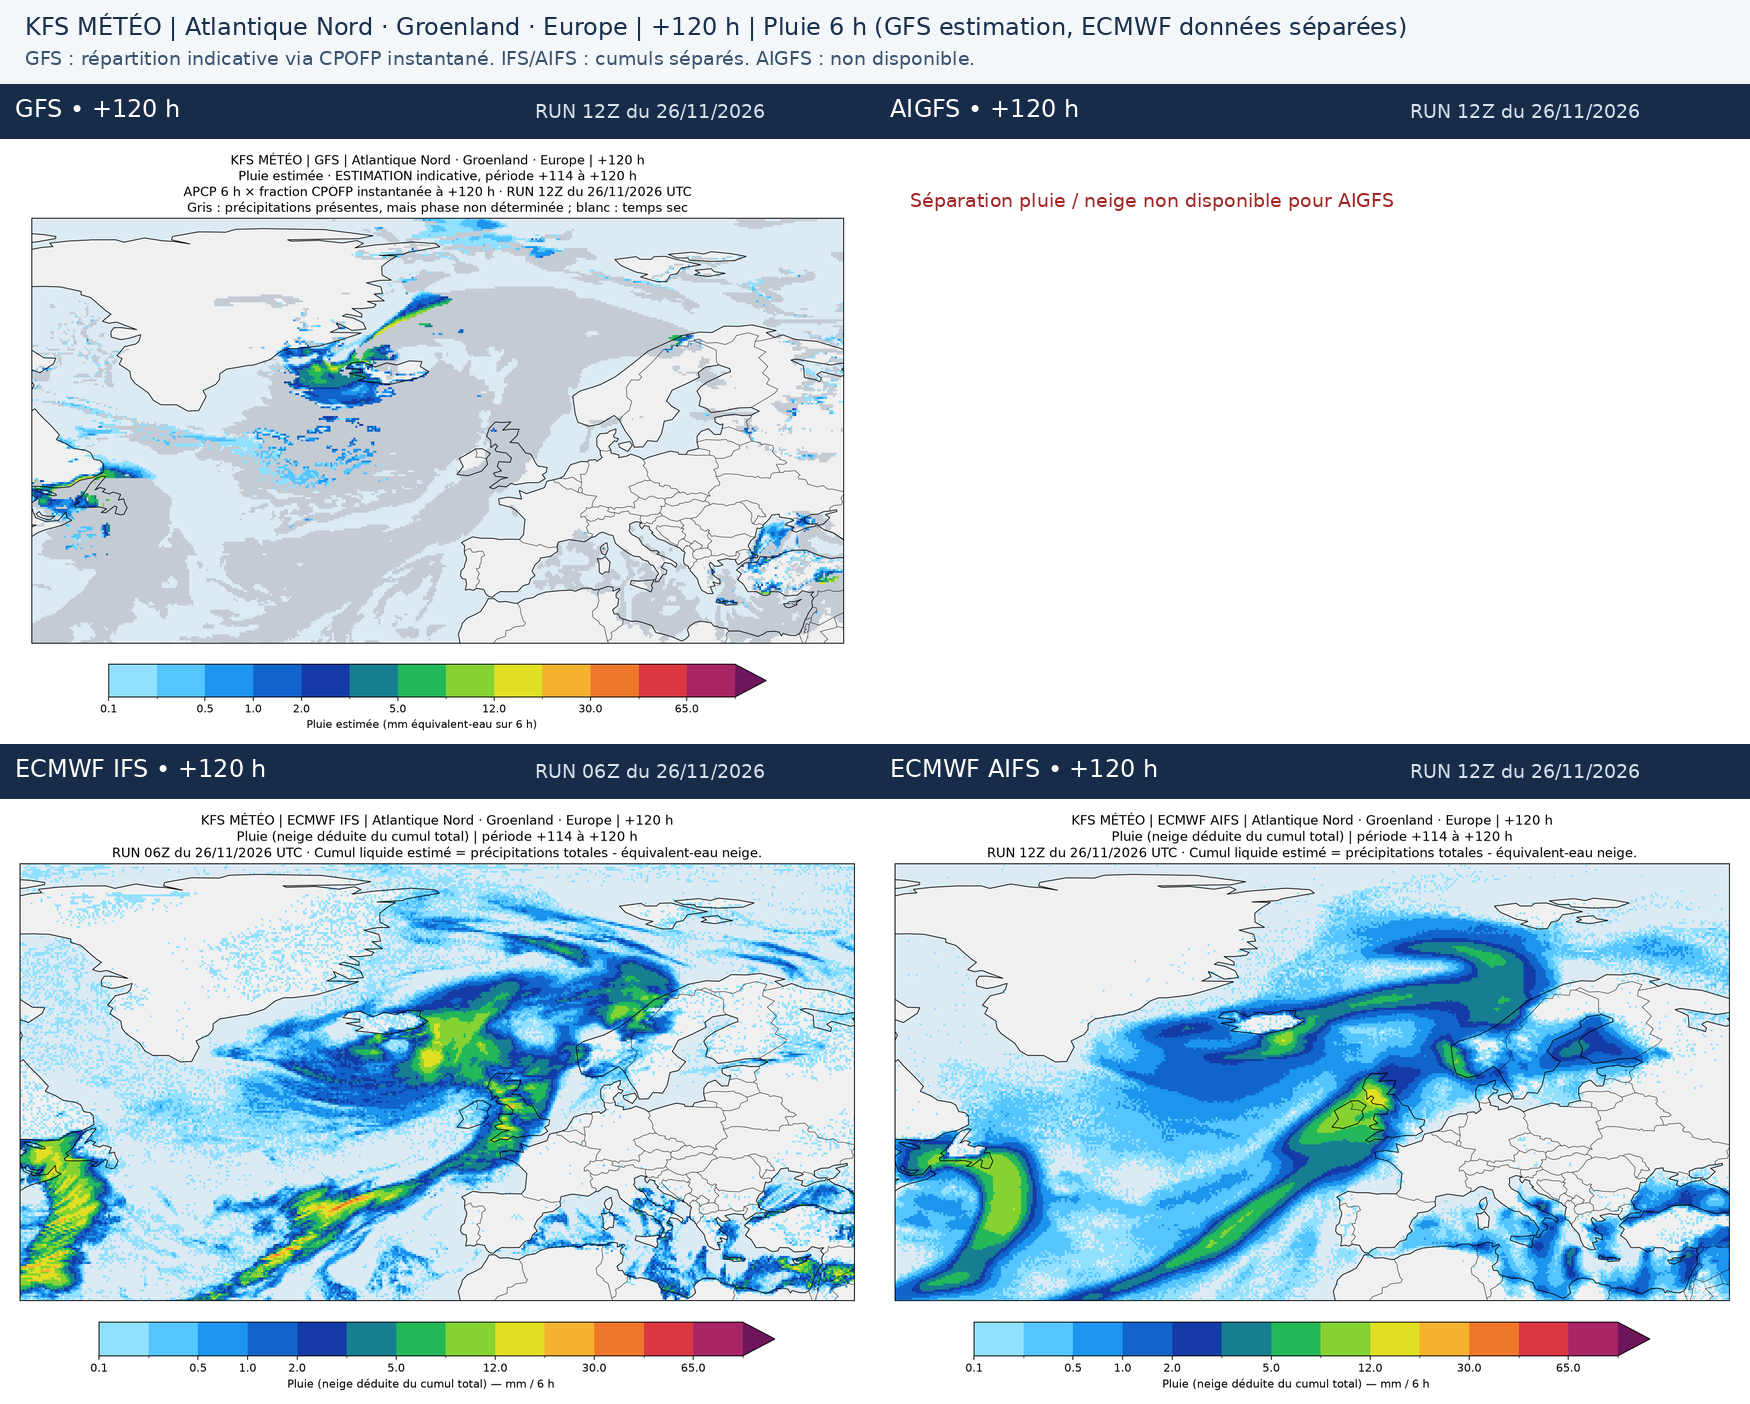 KFS MÉTÉO | Atlantique Nord · Groenland · Europe | +120 h | Pluie 6 h (GFS estimation, ECMWF données séparées)
GFS : répartition indicative via CPOFP instantané. IFS/AIFS : cumuls séparés. AIGFS : non disponible.
GFS • +120 h
RUN 12Z du 26/11/2026
KFS MÉTÉO | GFS | Atlantique Nord · Groenland · Europe | +120 h
Pluie estimée · ESTIMATION indicative, période +114 à +120 h
APCP 6 h × fraction CPOFP instantanée à +120 h · RUN 12Z du 26/11/2026 UTC
Gris : précipitations présentes, mais phase non déterminée ; blanc : temps sec
0.1 0.5 1.0 2.0 5.0 12.0 30.0 65.0
Pluie estimée (mm équivalent-eau sur 6 h)
AIGFS • +120 h
RUN 12Z du 26/11/2026
Séparation pluie / neige non disponible pour AIGFS
ECMWF IFS • +120 h
RUN 06Z du 26/11/2026
KFS MÉTÉO | ECMWF IFS | Atlantique Nord · Groenland · Europe | +120 h
Pluie (neige déduite du cumul total) | période +114 à +120 h
RUN 06Z du 26/11/2026 UTC · Cumul liquide estimé = précipitations totales - équivalent-eau neige.
0.1 0.5 1.0 2.0 5.0 12.0 30.0 65.0
Pluie (neige déduite du cumul total) — mm / 6 h
ECMWF AIFS • +120 h
RUN 12Z du 26/11/2026
KFS MÉTÉO | ECMWF AIFS | Atlantique Nord · Groenland · Europe | +120 h
Pluie (neige déduite du cumul total) | période +114 à +120 h
RUN 12Z du 26/11/2026 UTC · Cumul liquide estimé = précipitations totales - équivalent-eau neige.
0.1 0.5 1.0 2.0 5.0 12.0 30.0 65.0
Pluie (neige déduite du cumul total) — mm / 6 h